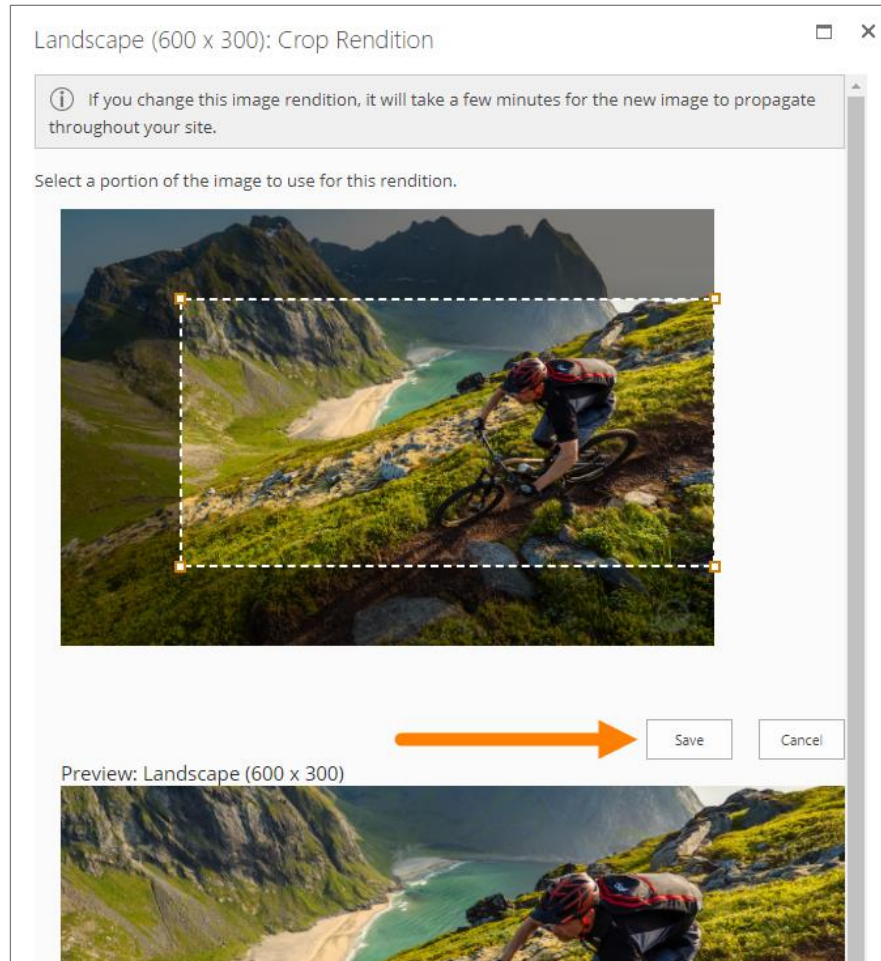 Landscape (600 x 300): Crop Rendition
If you change this image rendition, it will take a few minutes for the new image to propagate
throughout your site.
Select a portion of the image to use for this rendition.
Save Cancel
Preview: Landscape (600 x 300)